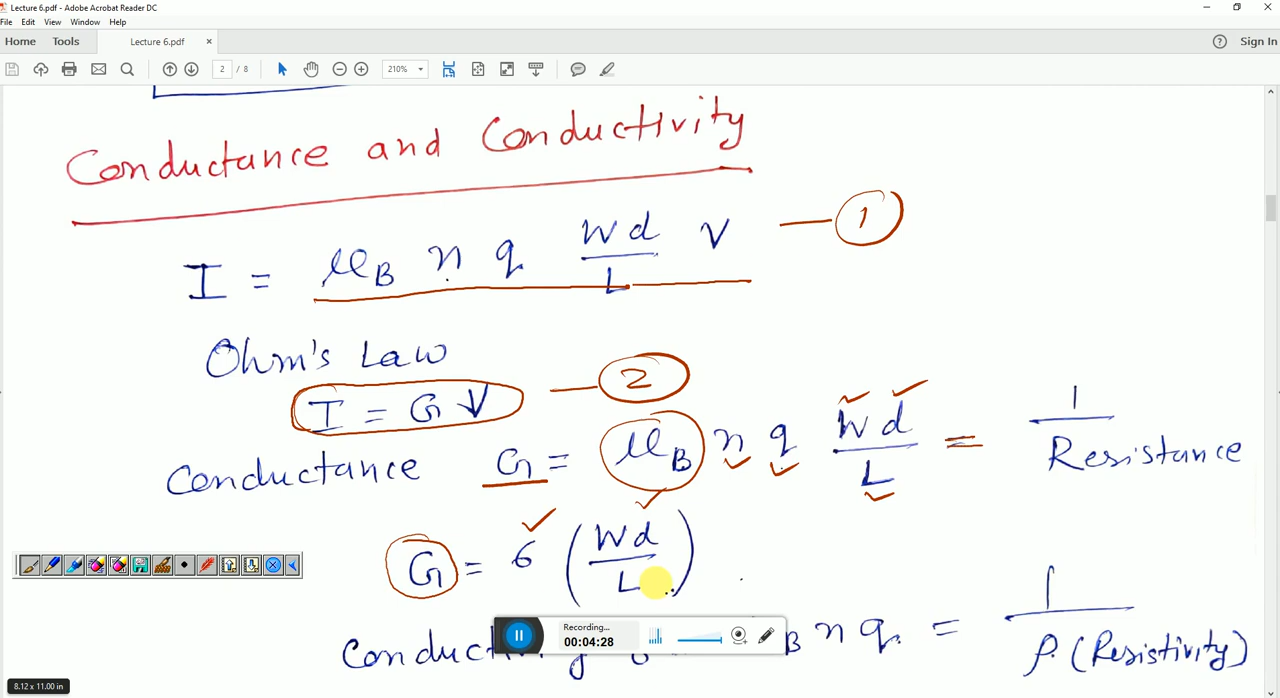 Lecture 6.pdf - Adobe Acrobat Reader DC
File Edit View Window Help
Home Tools Lecture 6.pdf × Sign In
2 / 8 210%
Conductance and Conductivity
I = μB n q Wd/L V — 1
Ohm's Law
I = G V — 2
Conductance G = μB n q Wd/L = 1/Resistance
G = σ (Wd/L)
Recording...
00:04:28
B n q = 1/ρ (Resistivity)
8.12 x 11.00 in